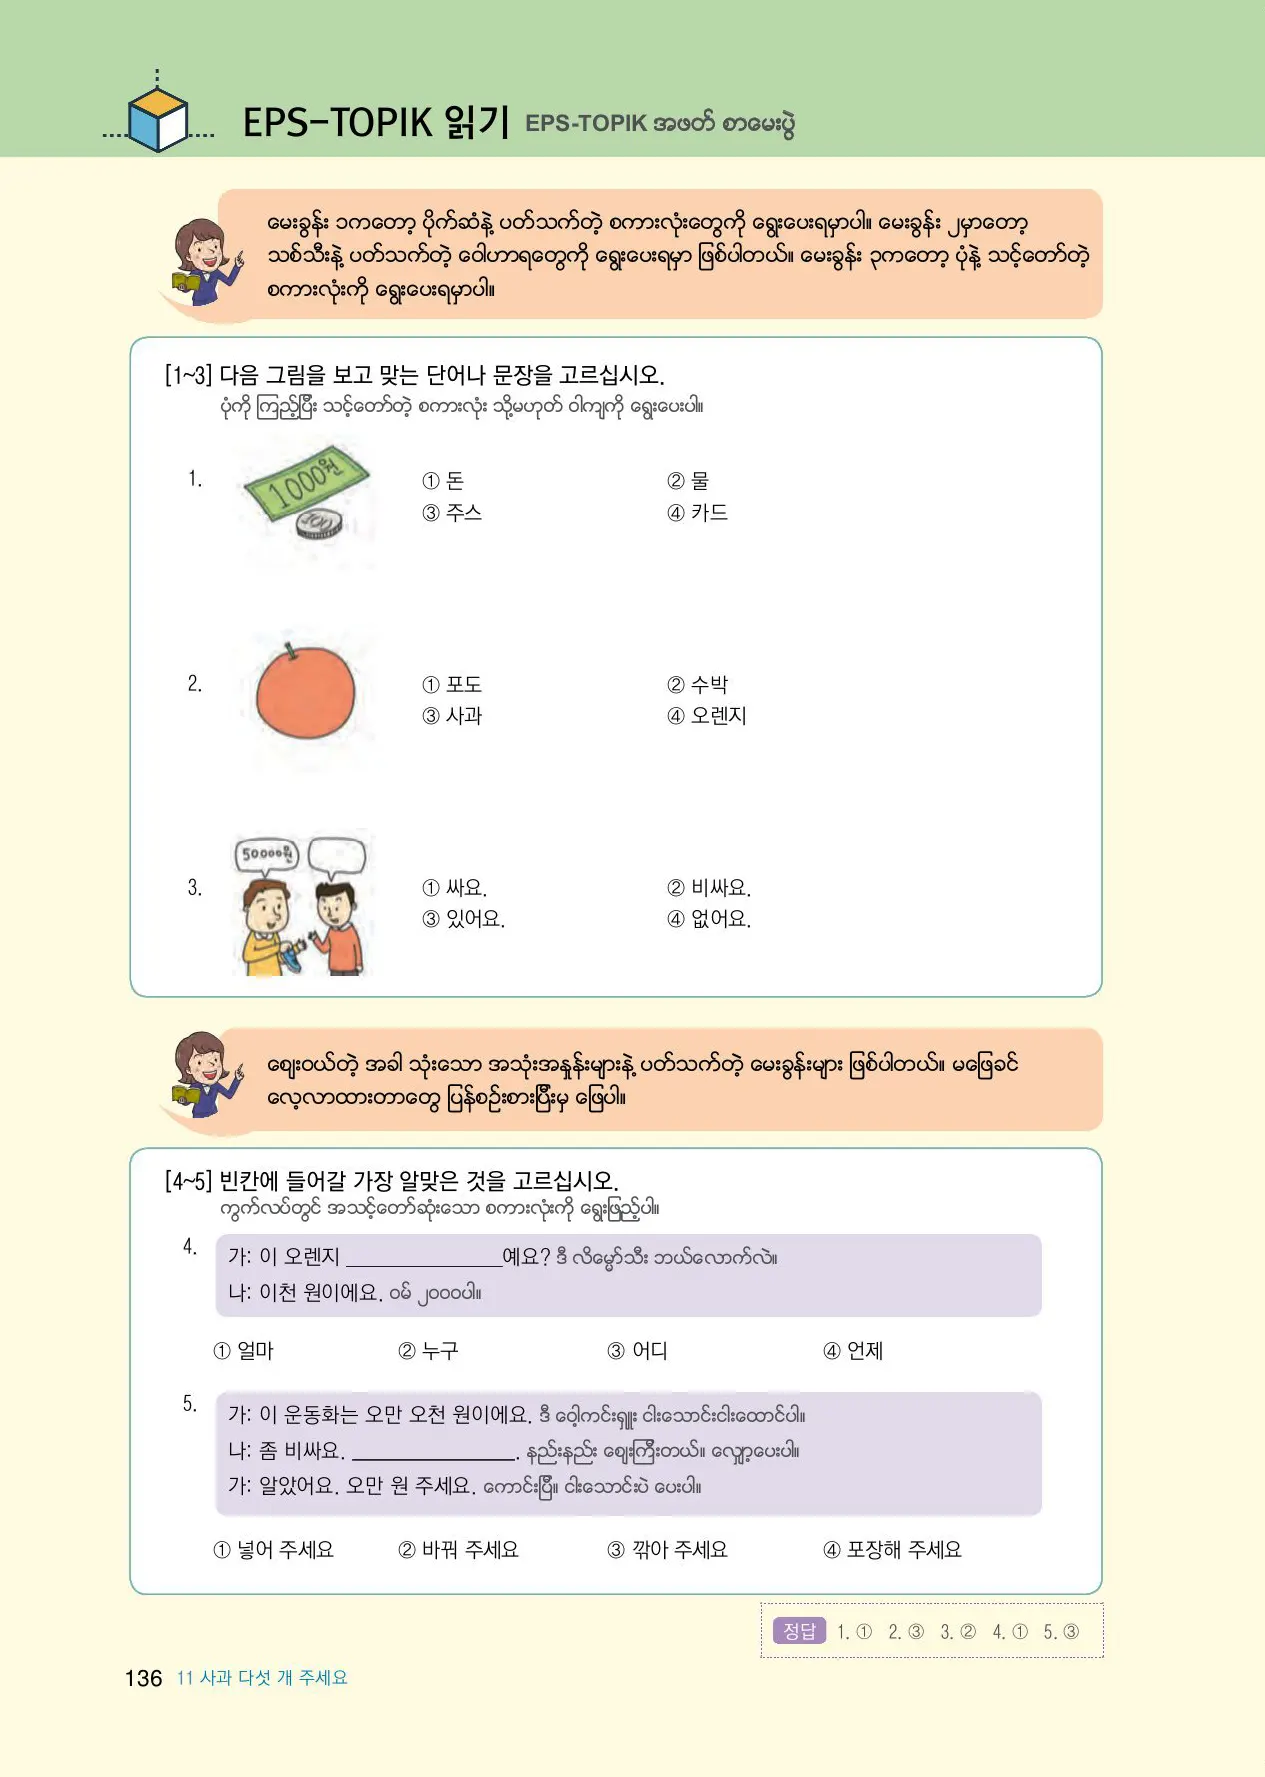 EPS-TOPIK 읽기 EPS-TOPIK အဖတ် စာမေးပွဲ
မေးခွန်း ၁ကတော့ ပိုက်ဆံနဲ့ ပတ်သက်တဲ့ စကားလုံးတွေကို ရွေးပေးရမှာပါ။ မေးခွန်း ၂မှာတော့
သစ်သီးနဲ့ ပတ်သက်တဲ့ ဝေါဟာရတွေကို ရွေးပေးရမှာ ဖြစ်ပါတယ်။ မေးခွန်း ၃ကတော့ ပုံနဲ့ သင့်တော်တဲ့
စကားလုံးကို ရွေးပေးရမှာပါ။
[1~3] 다음 그림을 보고 맞는 단어나 문장을 고르십시오.
ပုံကို ကြည့်ပြီး သင့်တော်တဲ့ စကားလုံး သို့မဟုတ် ဝါကျကို ရွေးပေးပါ။
1.
1000원
100
① 돈 ② 물
③ 주스 ④ 카드
2.
① 포도 ② 수박
③ 사과 ④ 오렌지
50000원
3.
① 싸요. ② 비싸요.
③ 있어요. ④ 없어요.
ဈေးဝယ်တဲ့ အခါ သုံးသော အသုံးအနှုန်းများနဲ့ ပတ်သက်တဲ့ မေးခွန်းများ ဖြစ်ပါတယ်။ မဖြေခင်
လေ့လာထားတာတွေ ပြန်စဉ်းစားပြီးမှ ဖြေပါ။
[4~5] 빈칸에 들어갈 가장 알맞은 것을 고르십시오.
ကွက်လပ်တွင် အသင့်တော်ဆုံးသော စကားလုံးကို ရွေးဖြည့်ပါ။
4.
가: 이 오렌지 ______________예요? ဒီ လိမ္မော်သီး ဘယ်လောက်လဲ။
나: 이천 원이에요. ဝမ် ၂၀၀၀ပါ။
① 얼마 ② 누구 ③ 어디 ④ 언제
5.
가: 이 운동화는 오만 오천 원이에요. ဒီ ဝေါ့ကင်းရှူး ငါးသောင်းငါးထောင်ပါ။
나: 좀 비싸요. ______________. နည်းနည်း ဈေးကြီးတယ်။ လျှော့ပေးပါ။
가: 알았어요. 오만 원 주세요. ကောင်းပြီ။ ငါးသောင်းပဲ ပေးပါ။
① 넣어 주세요 ② 바꿔 주세요 ③ 깎아 주세요 ④ 포장해 주세요
정답 1. ① 2. ③ 3. ② 4. ① 5. ③
136 11 사과 다섯 개 주세요